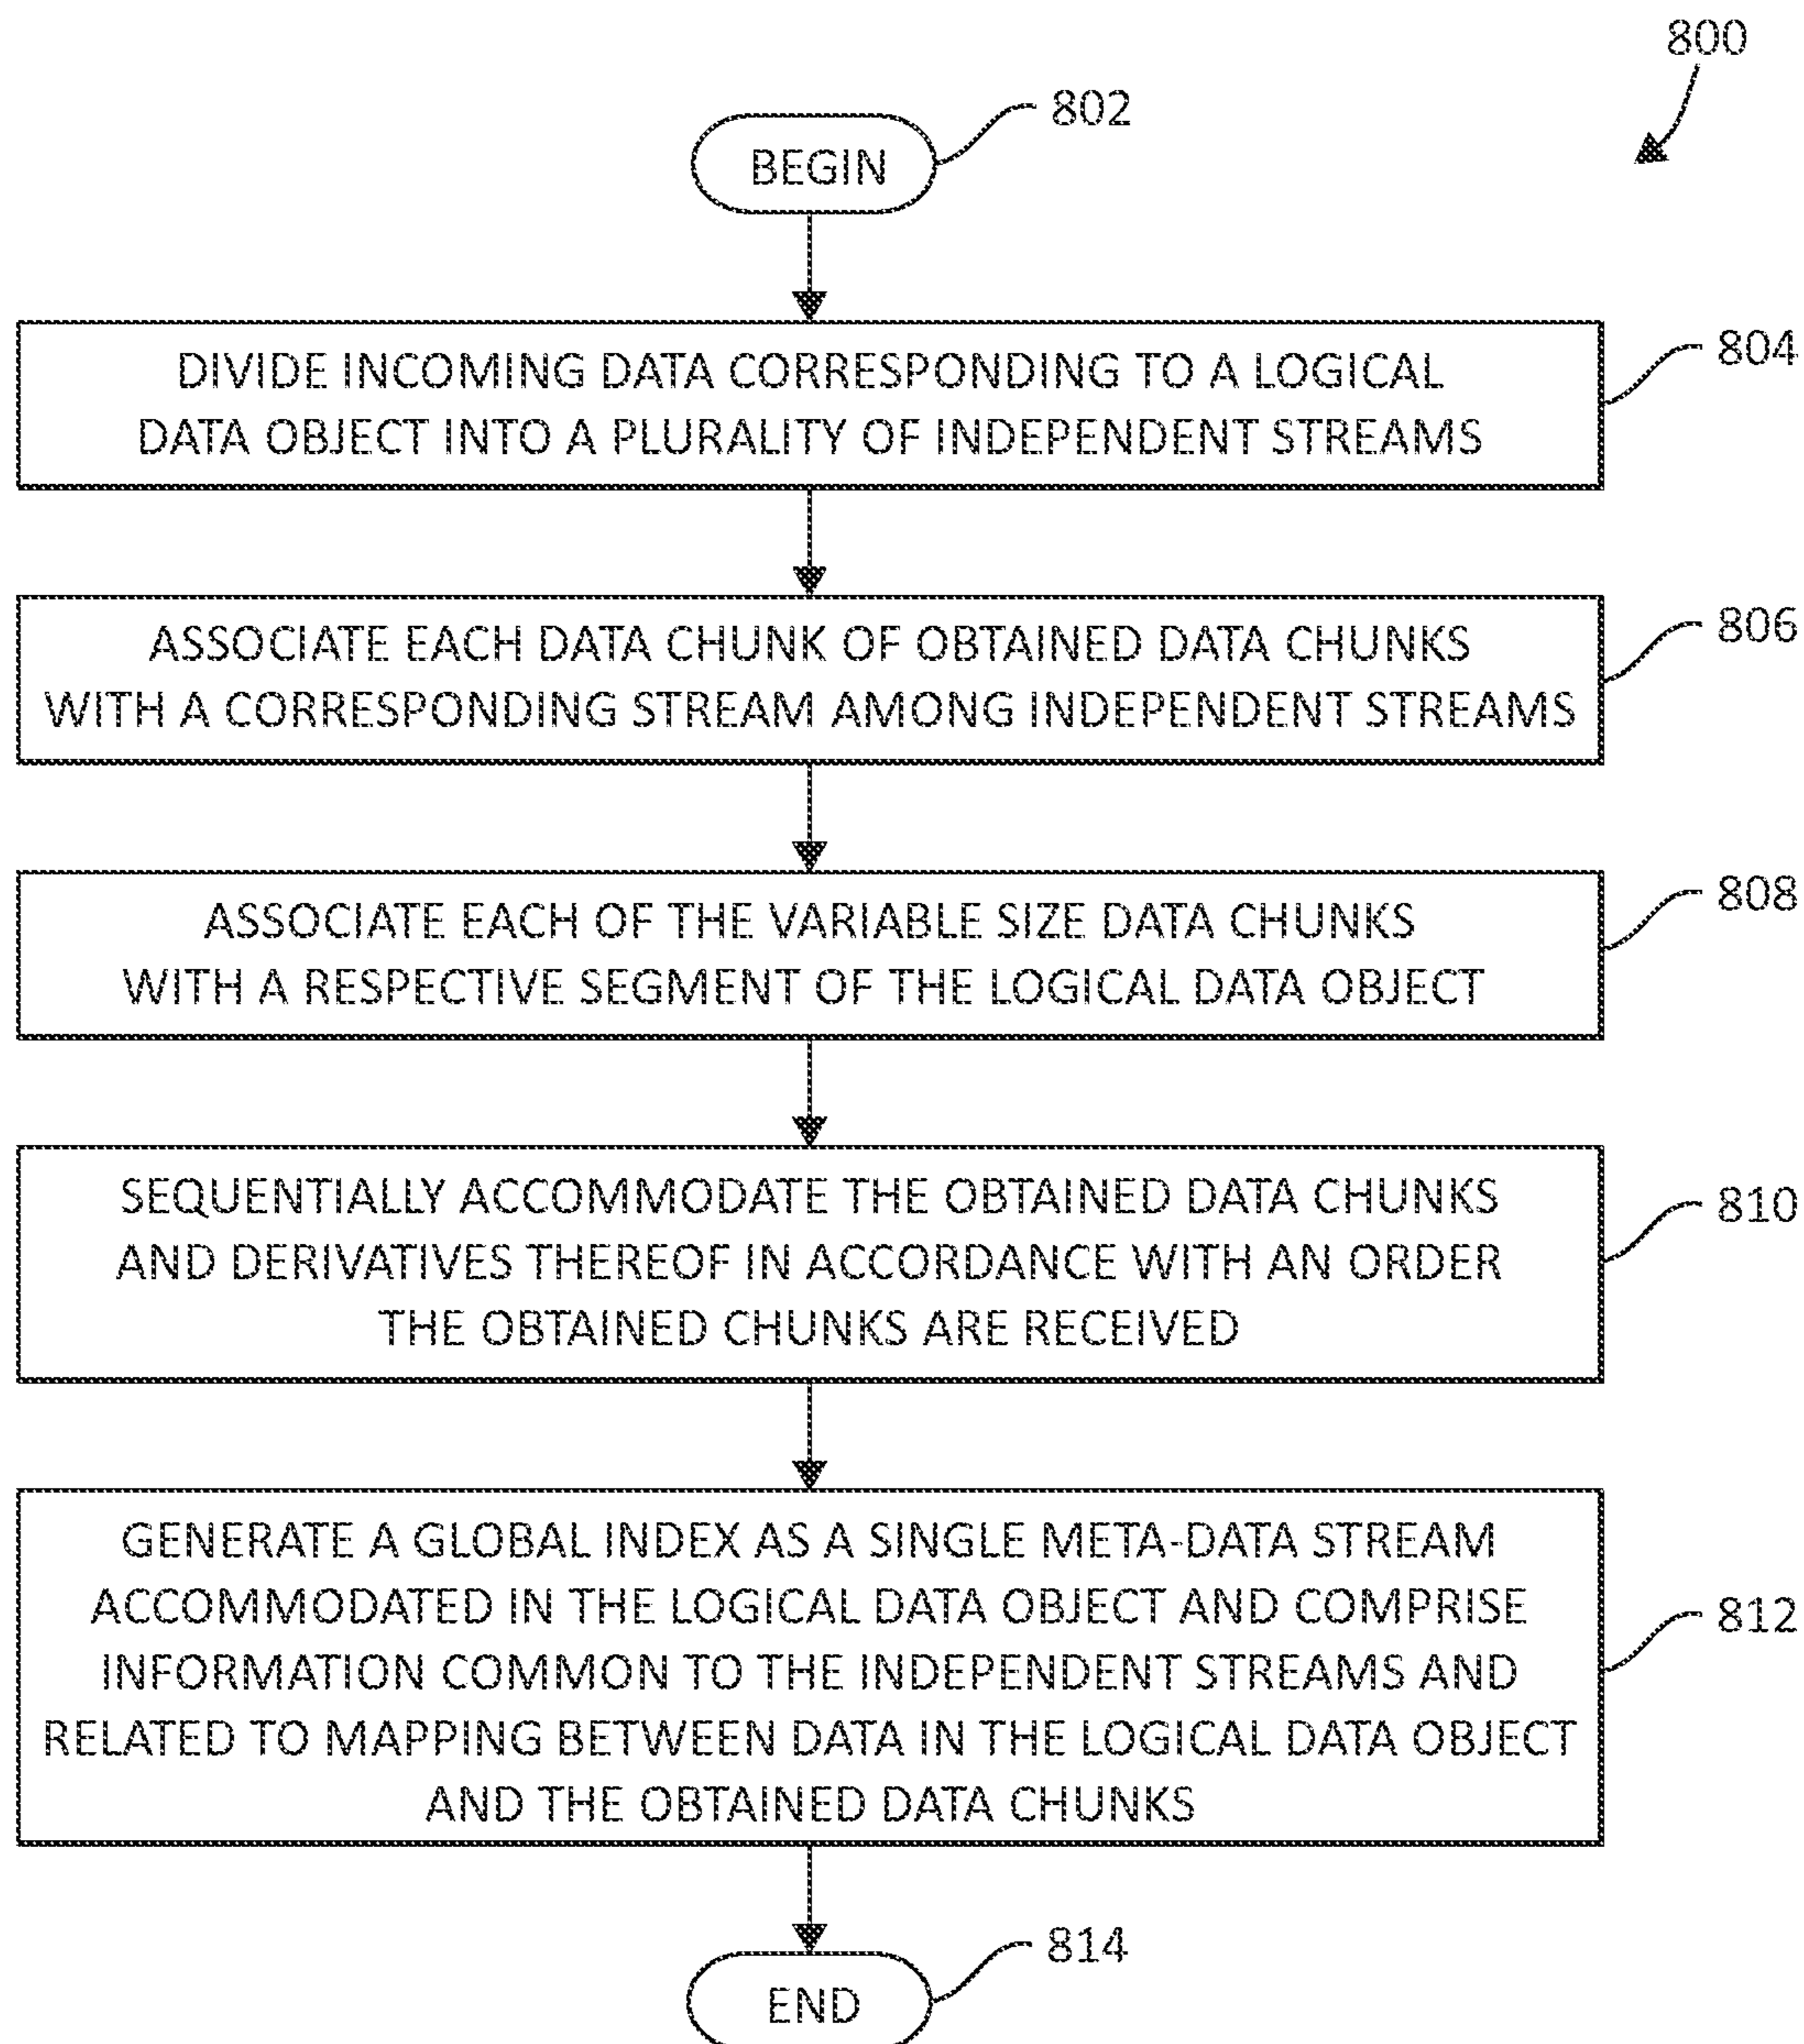 800
802
BEGIN
804
DIVIDE INCOMING DATA CORRESPONDING TO A LOGICAL
DATA OBJECT INTO A PLURALITY OF INDEPENDENT STREAMS
806
ASSOCIATE EACH DATA CHUNK OF OBTAINED DATA CHUNKS
WITH A CORRESPONDING STREAM AMONG INDEPENDENT STREAMS
808
ASSOCIATE EACH OF THE VARIABLE SIZE DATA CHUNKS
WITH A RESPECTIVE SEGMENT OF THE LOGICAL DATA OBJECT
810
SEQUENTIALLY ACCOMMODATE THE OBTAINED DATA CHUNKS
AND DERIVATIVES THEREOF IN ACCORDANCE WITH AN ORDER
THE OBTAINED CHUNKS ARE RECEIVED
812
GENERATE A GLOBAL INDEX AS A SINGLE META-DATA STREAM
ACCOMMODATED IN THE LOGICAL DATA OBJECT AND COMPRISE
INFORMATION COMMON TO THE INDEPENDENT STREAMS AND
RELATED TO MAPPING BETWEEN DATA IN THE LOGICAL DATA OBJECT
AND THE OBTAINED DATA CHUNKS
814
END